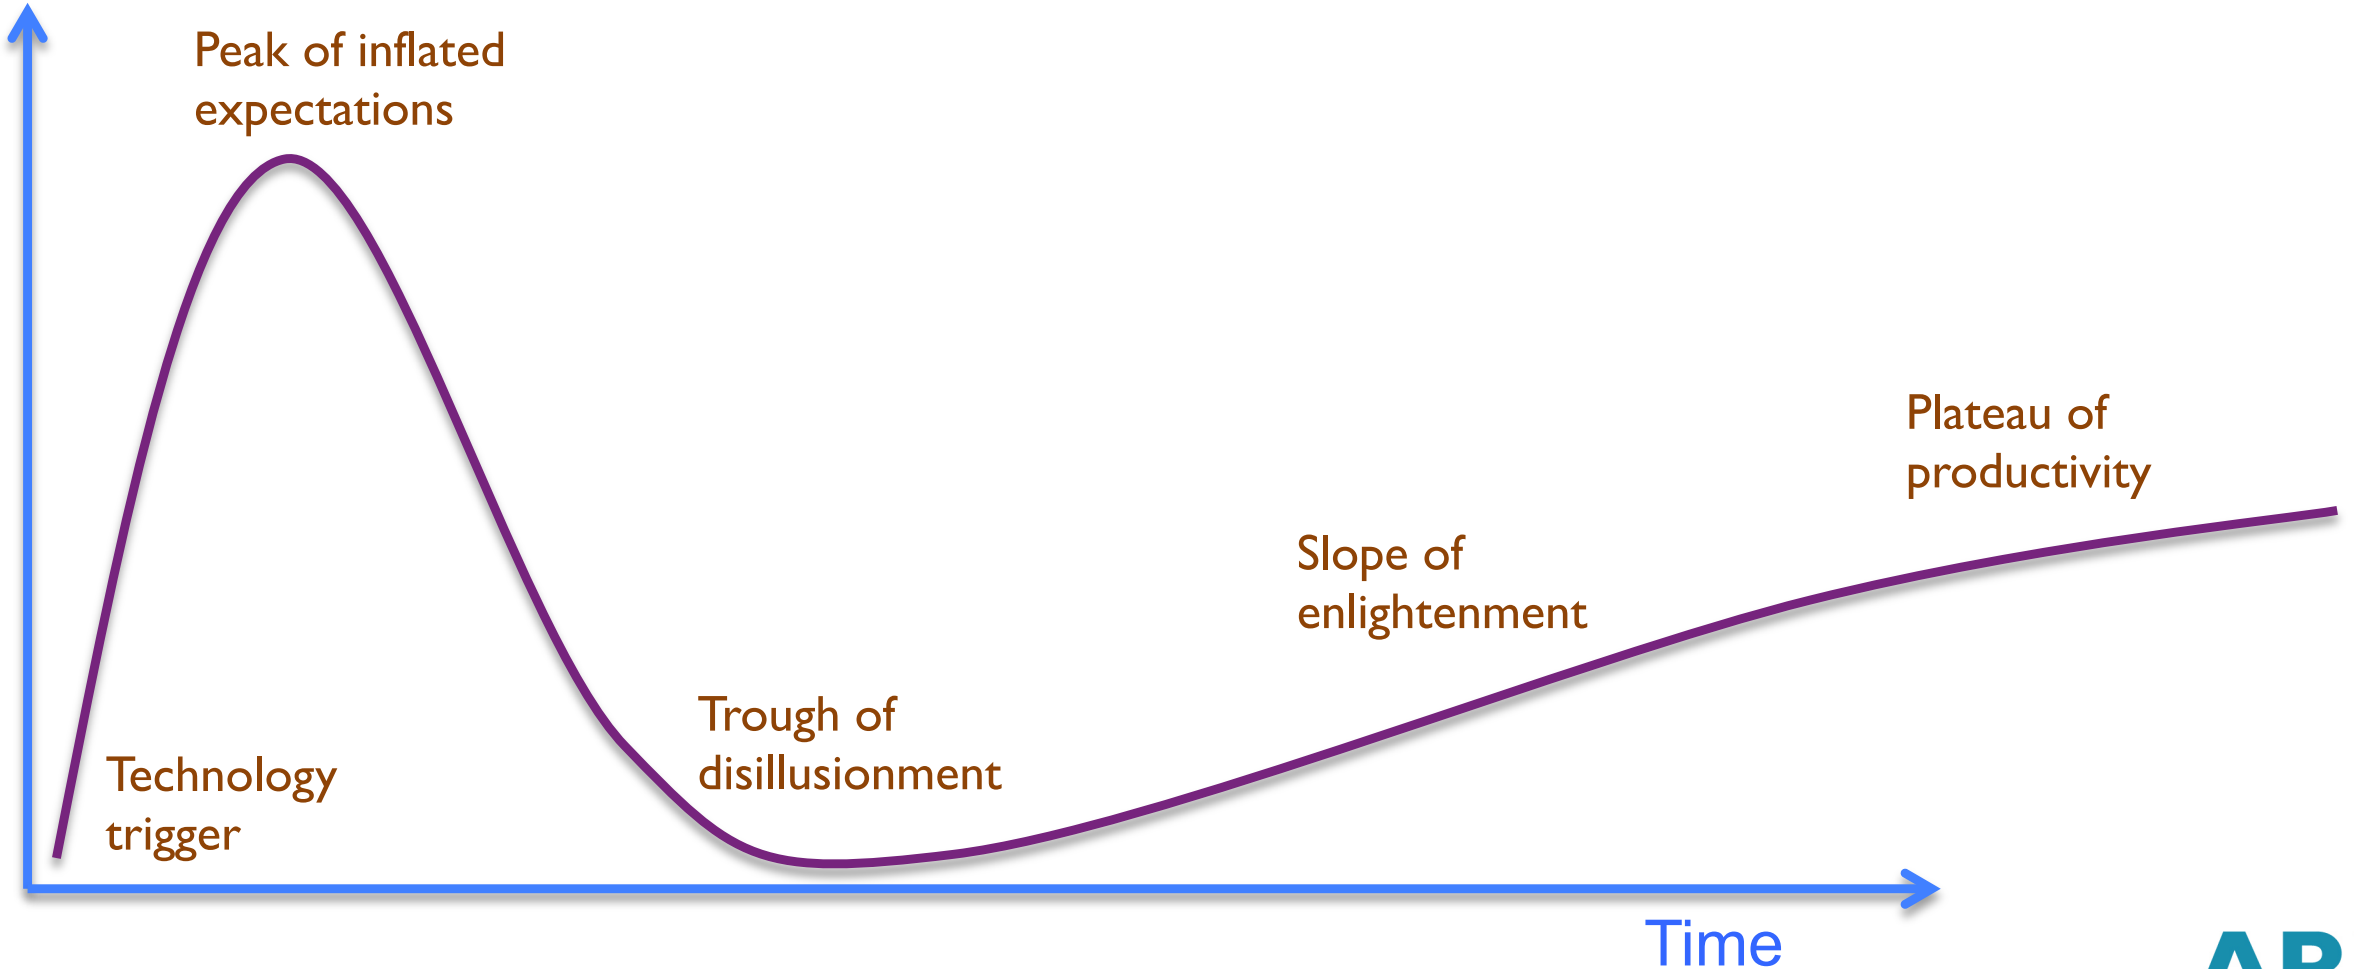 Peak of inflated
expectations
Plateau of
productivity
Slope of
enlightenment
Trough of
disillusionment
Technology
trigger
Time